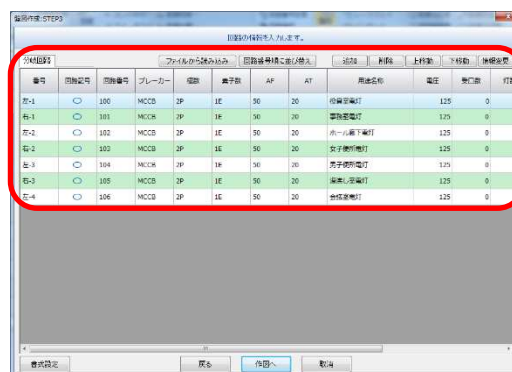 盤図作成:STEP3
回路の情報を入力します。
分岐回路 ファイルから読み込み 回路番号順に並び替え 追加 削除 上移動 下移動 情報変更
番号 回路記号 回路番号 ブレーカー 極数 素子数 AF AT 用途名称 電圧 受口数 灯数
左-1 100 MCCB 2P 1E 50 20 役員室電灯 125 0
右-1 101 MCCB 2P 1E 50 20 事務室電灯 125 0
左-2 102 MCCB 2P 1E 50 20 ホール廊下電灯 125 0
右-2 103 MCCB 2P 1E 50 20 女子便所電灯 125 0
左-3 104 MCCB 2P 1E 50 20 男子便所電灯 125 0
右-3 105 MCCB 2P 1E 50 20 湯沸し室電灯 125 0
左-4 106 MCCB 2P 1E 50 20 会議室電灯 125 0
書式設定 戻る 作図へ 取消